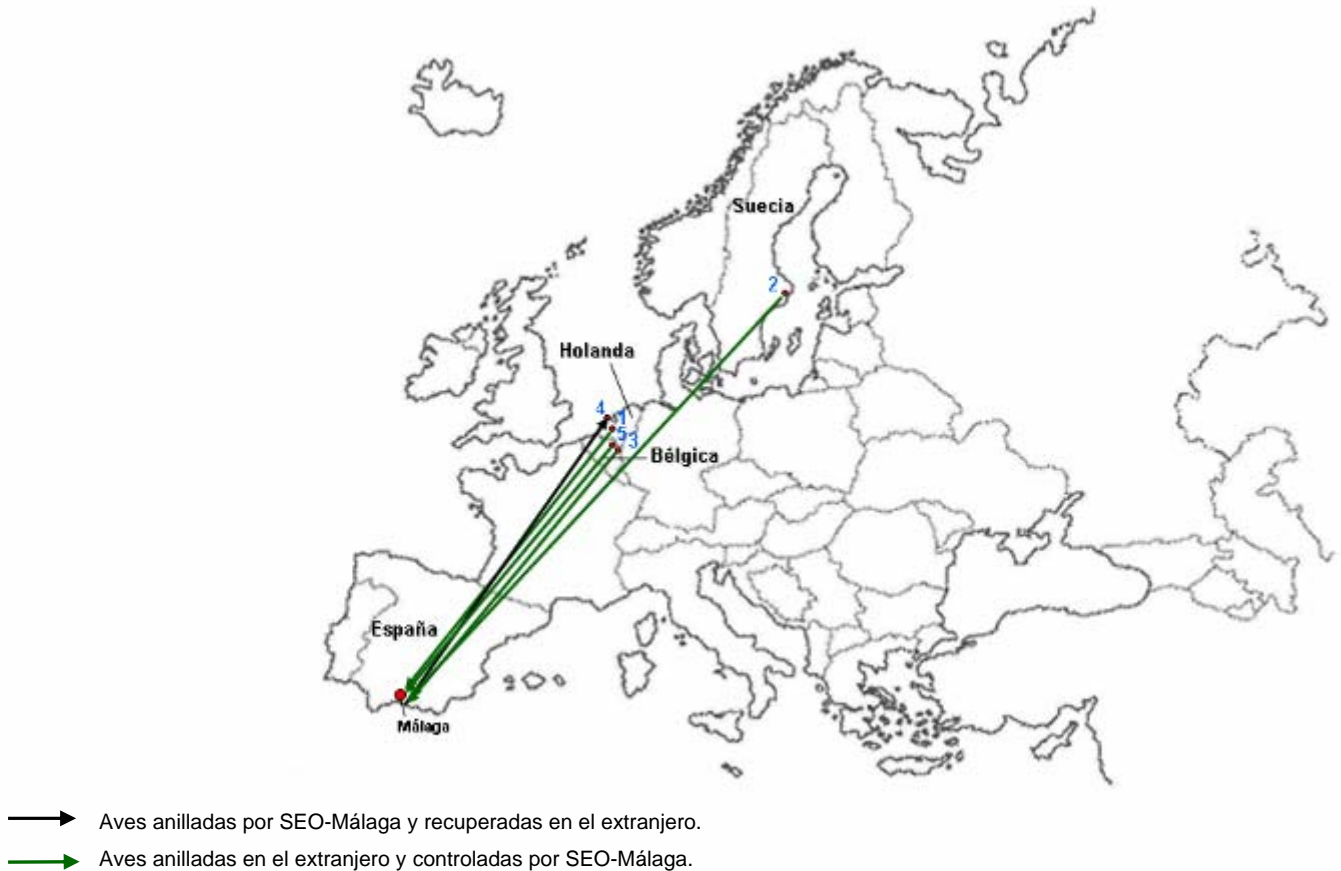 Suecia
2
Holanda
4
1
5
3
Bélgica
España
Málaga
Aves anilladas por SEO-Málaga y recuperadas en el extranjero.
Aves anilladas en el extranjero y controladas por SEO-Málaga.